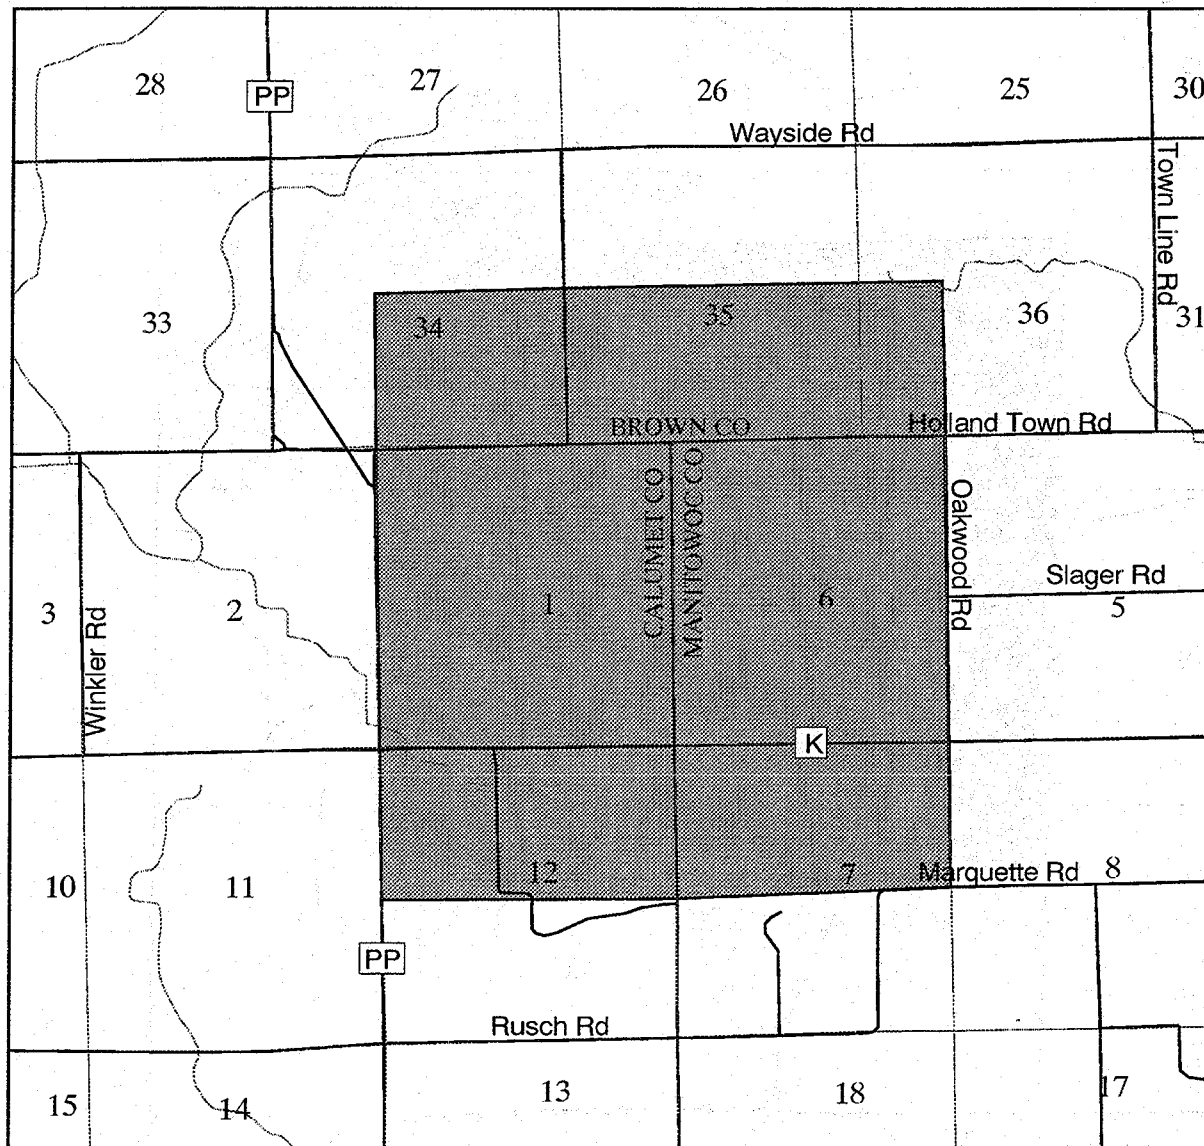 28
27
26
25
30
PP
Wayside Rd
Town Line Rd
33
34
35
36
31
BROWN CO
Holland Town Rd
CALUMET CO
MANITOWOC CO
Oakwood Rd
Slager Rd
3
Winkler Rd
2
1
6
5
K
10
11
12
7
Marquette Rd
8
PP
Rusch Rd
15
14
13
18
17